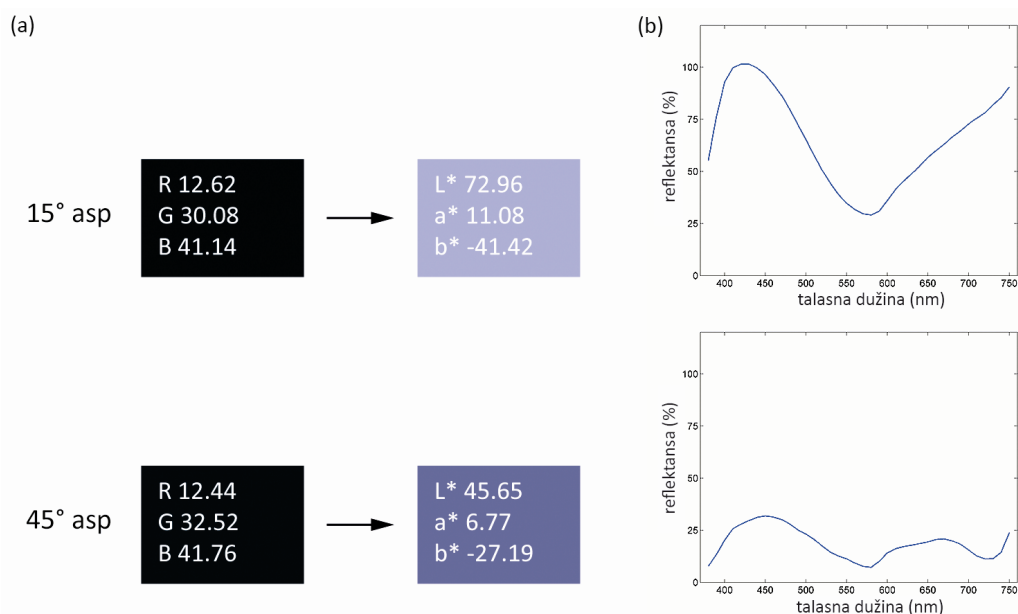 (a)
15° asp
R 12.62
G 30.08
B 41.14
L* 72.96
a* 11.08
b* -41.42
45° asp
R 12.44
G 32.52
B 41.76
L* 45.65
a* 6.77
b* -27.19
(b)
reflektansa (%)
100
75
50
25
0
400 450 500 550 600 650 700 750
talasna dužina (nm)
reflektansa (%)
100
75
50
25
0
400 450 500 550 600 650 700 750
talasna dužina (nm)